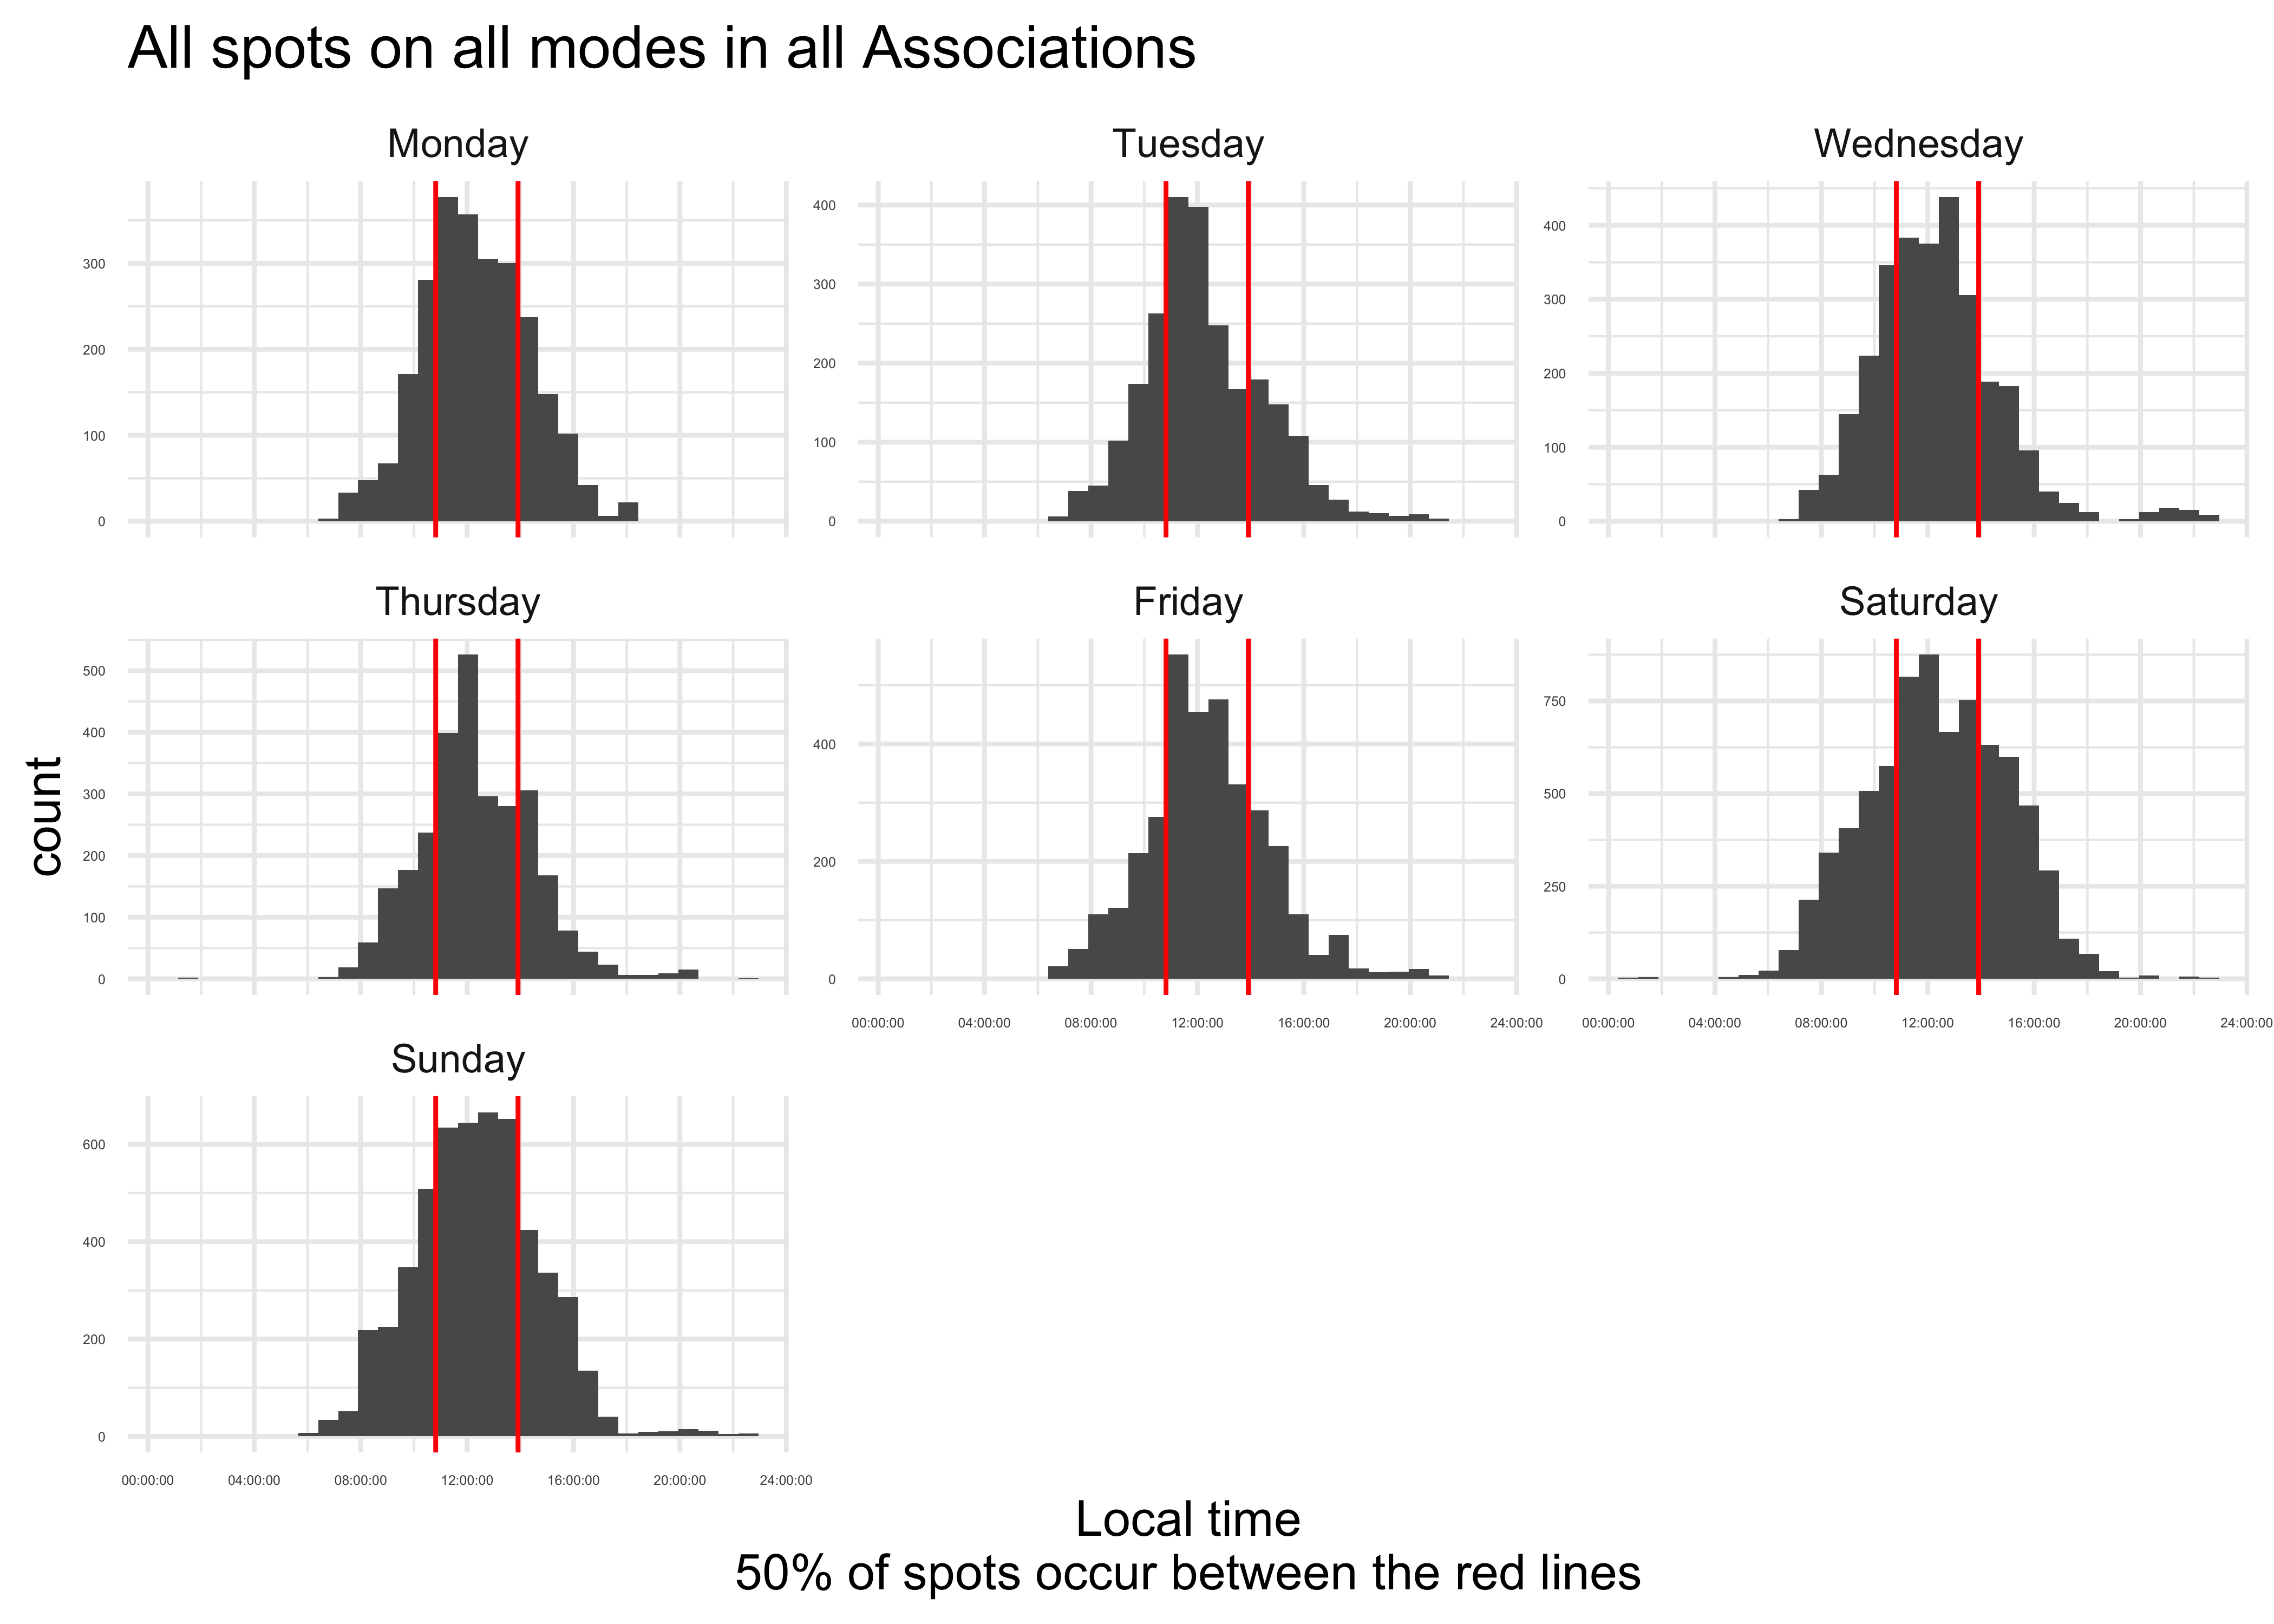 All spots on all modes in all Associations
Monday
Tuesday
Wednesday
300
200
100
0
400
300
200
100
0
400
300
200
100
0
Thursday
Friday
Saturday
500
400
300
200
100
0
400
200
0
750
500
250
0
00:00:00 04:00:00 08:00:00 12:00:00 16:00:00 20:00:00 24:00:00
00:00:00 04:00:00 08:00:00 12:00:00 16:00:00 20:00:00 24:00:00
Sunday
600
400
200
0
00:00:00 04:00:00 08:00:00 12:00:00 16:00:00 20:00:00 24:00:00
count
Local time
50% of spots occur between the red lines